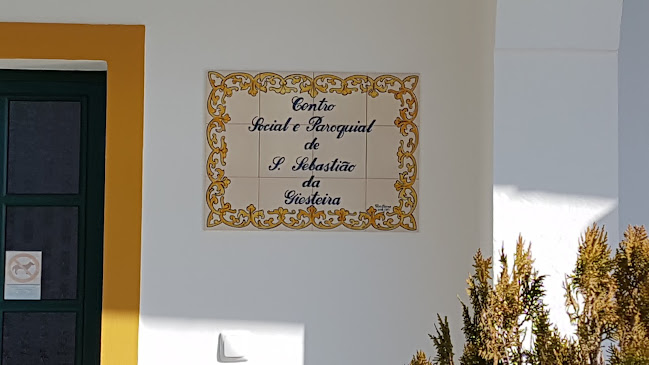 Centro
Social e Paroquial
de
S. Sebastião
da
Giesteira